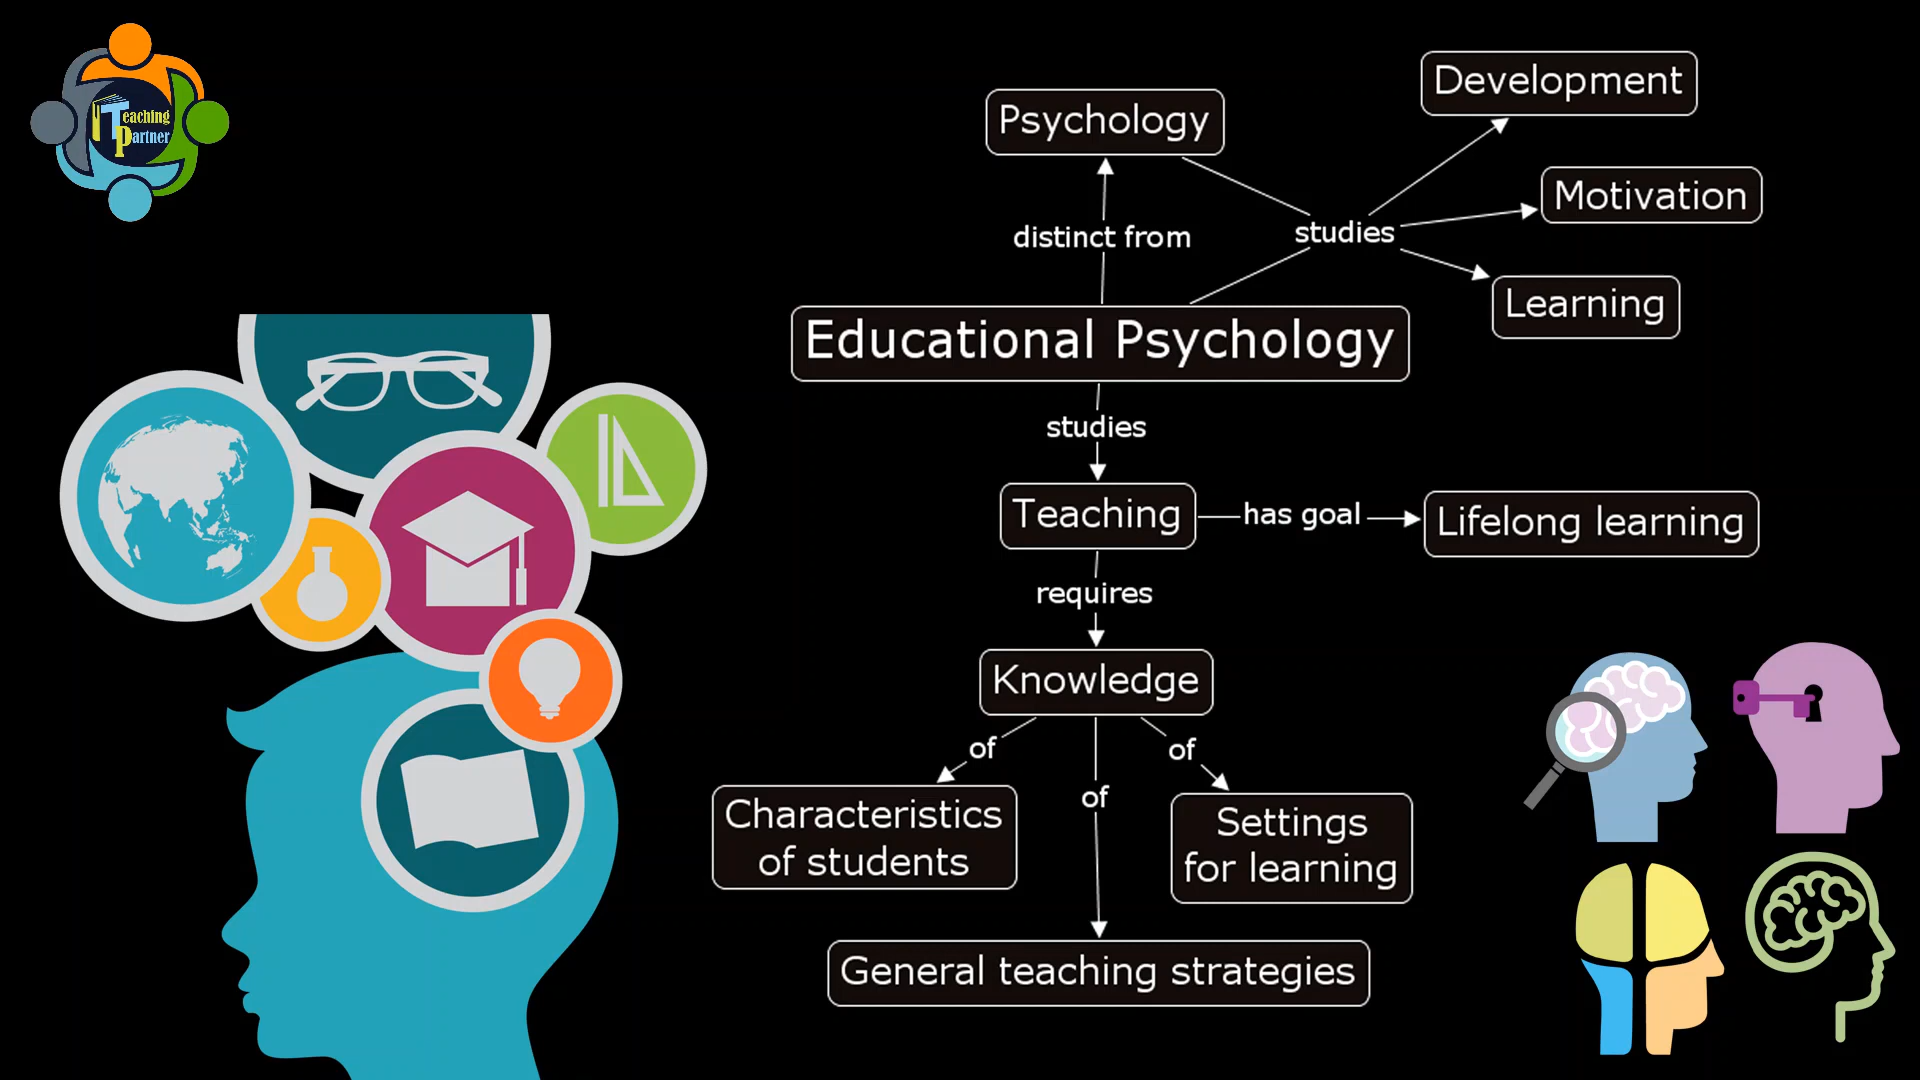 Teaching
Partner
Psychology
Development
Motivation
distinct from
studies
Learning
Educational Psychology
studies
Teaching
has goal
Lifelong learning
requires
Knowledge
of
of
of
Characteristics
of students
Settings
for learning
General teaching strategies